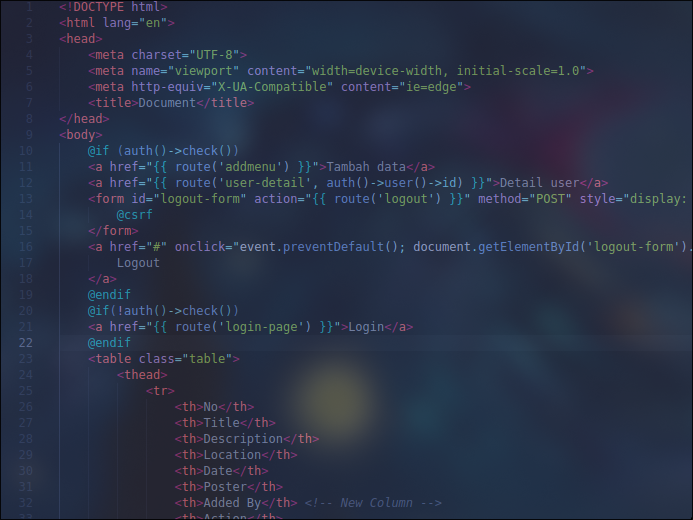 1 <!DOCTYPE html>
2 <html lang="en">
3 <head>
4 <meta charset="UTF-8">
5 <meta name="viewport" content="width=device-width, initial-scale=1.0">
6 <meta http-equiv="X-UA-Compatible" content="ie=edge">
7 <title>Document</title>
8 </head>
9 <body>
10 @if (auth()->check())
11 <a href="{{ route('addmenu') }}">Tambah data</a>
12 <a href="{{ route('user-detail', auth()->user()->id) }}">Detail user</a>
13 <form id="logout-form" action="{{ route('logout') }}" method="POST" style="display:
14 @csrf
15 </form>
16 <a href="#" onclick="event.preventDefault(); document.getElementById('logout-form').
17 Logout
18 </a>
19 @endif
20 @if(!auth()->check())
21 <a href="{{ route('login-page') }}">Login</a>
22 @endif
23 <table class="table">
24 <thead>
25 <tr>
26 <th>No</th>
27 <th>Title</th>
28 <th>Description</th>
29 <th>Location</th>
30 <th>Date</th>
31 <th>Poster</th>
32 <th>Added By</th> <!-- New Column -->
33 <th>Action</th>